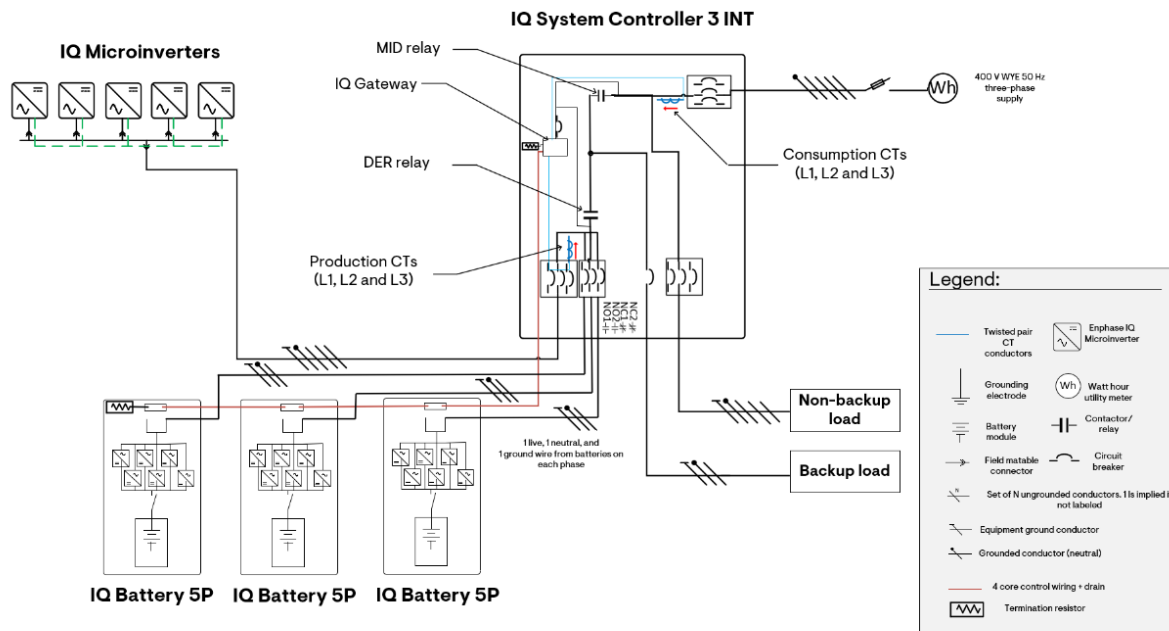 IQ System Controller 3 INT
IQ Microinverters
MID relay
IQ Gateway
DER relay
Production CTs
(L1, L2 and L3)
Consumption CTs
(L1, L2 and L3)
Wh
400 V WYE 50 Hz
three-phase
supply
NO1
NO2
NC1
NC2
1 live, 1 neutral, and
1 ground wire from batteries on
each phase
Non-backup
load
Backup load
IQ Battery 5P
IQ Battery 5P
IQ Battery 5P
Legend:
Twisted pair
CT
conductors
Enphase IQ
Microinverter
Grounding
electrode
Wh
Watt hour
utility meter
Battery
module
Contactor/
relay
Field matable
connector
Circuit
breaker
N
Set of N ungrounded conductors. 1 Is implied i
not labeled
Equipment ground conductor
Grounded conductor (neutral)
4 core control wiring + drain
Termination resistor